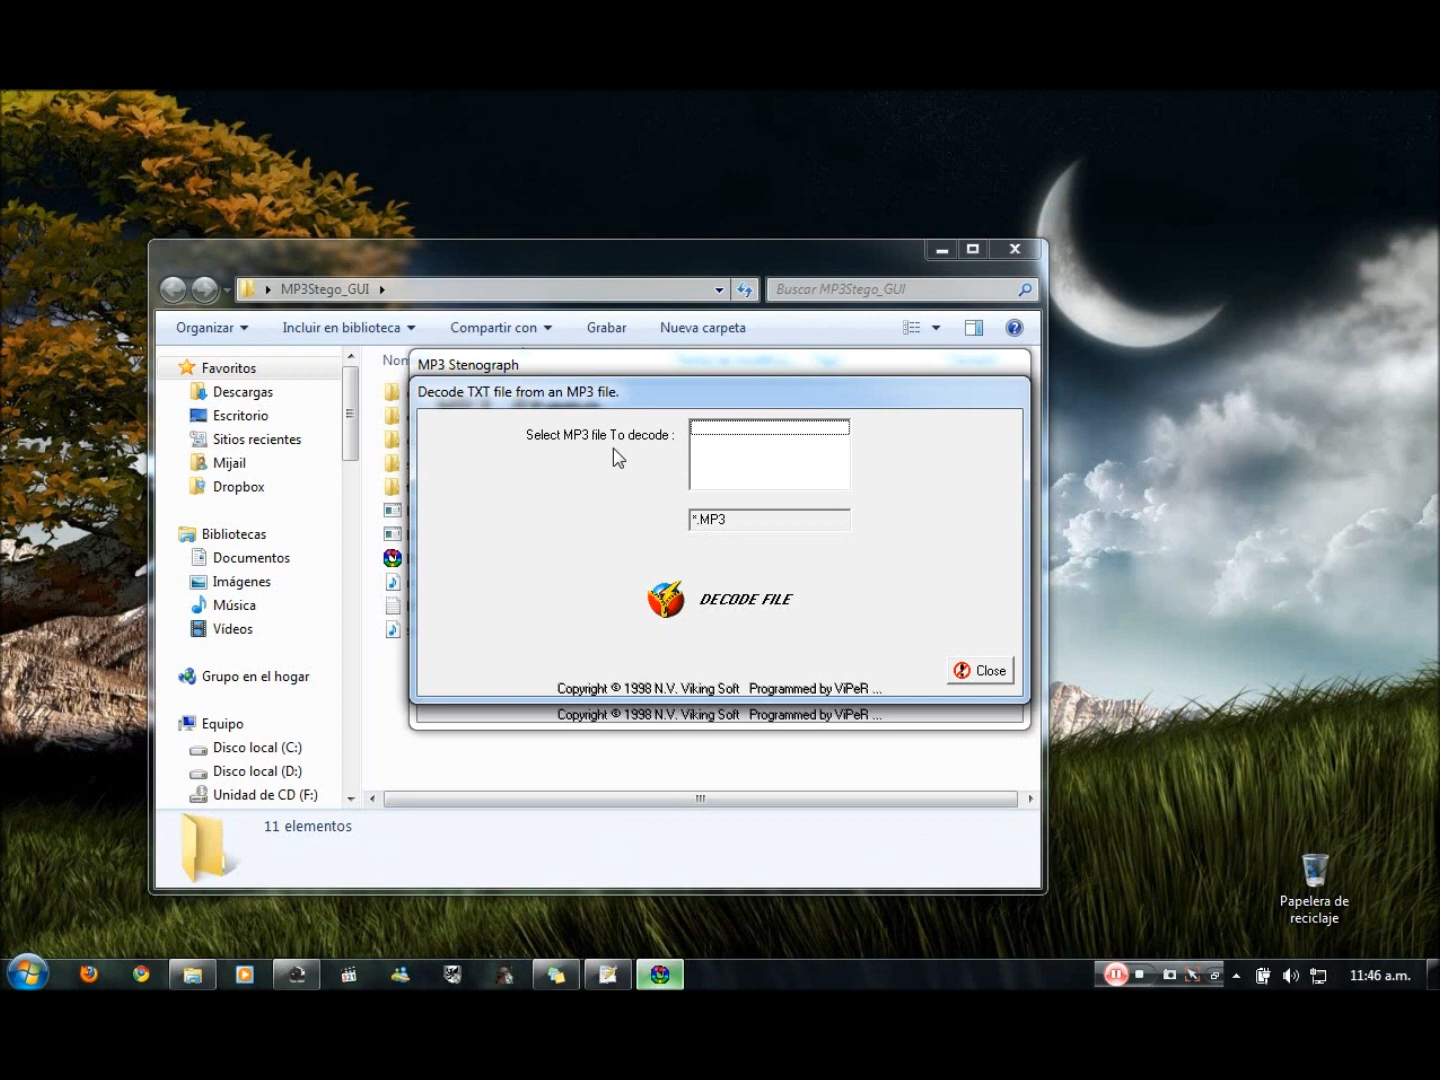 MP3Stego_GUI
Buscar MP3Stego_GUI
Organizar
Incluir en biblioteca
Compartir con
Grabar
Nueva carpeta
Favoritos
Descargas
Escritorio
Sitios recientes
Mijail
Dropbox
Bibliotecas
Documentos
Imágenes
Música
Vídeos
Grupo en el hogar
Equipo
Disco local (C:)
Disco local (D:)
Unidad de CD (F:)
MP3 Stenograph
Decode TXT file from an MP3 file.
Select MP3 file To decode :
*.MP3
DECODE FILE
Close
Copyright © 1998 N.V. Viking Soft Programmed by ViPeR ...
Copyright © 1998 N.V. Viking Soft Programmed by ViPeR ...
11 elementos
Papelera de
reciclaje
11:46 a.m.